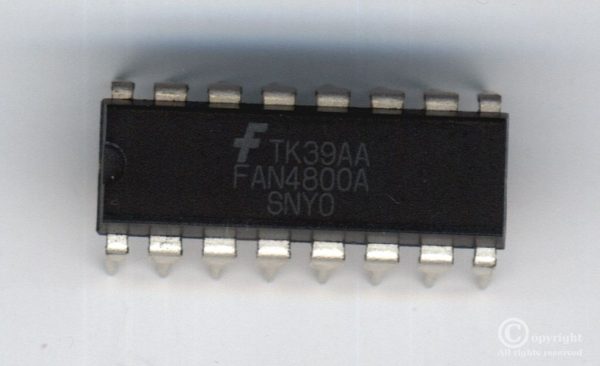 TK39AA
FAN4800A
SNY0
© Copyright
All rights reserved